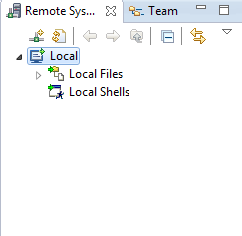 Remote Sys...
Team
Local
Local Files
Local Shells